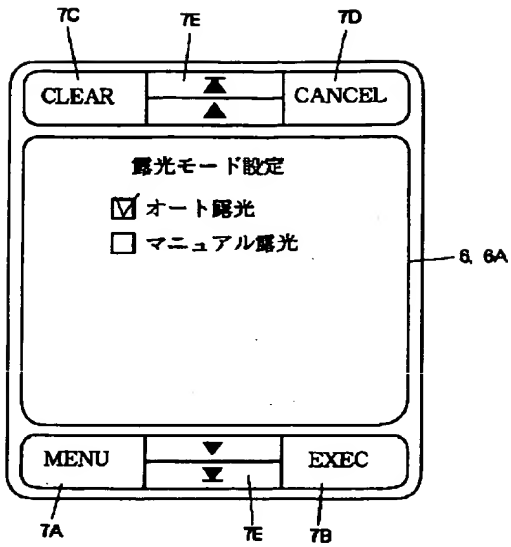 7C 7E 7D
CLEAR CANCEL
露光モード設定
オート露光
マニュアル露光
6, 6A
MENU EXEC
7A 7E 7B